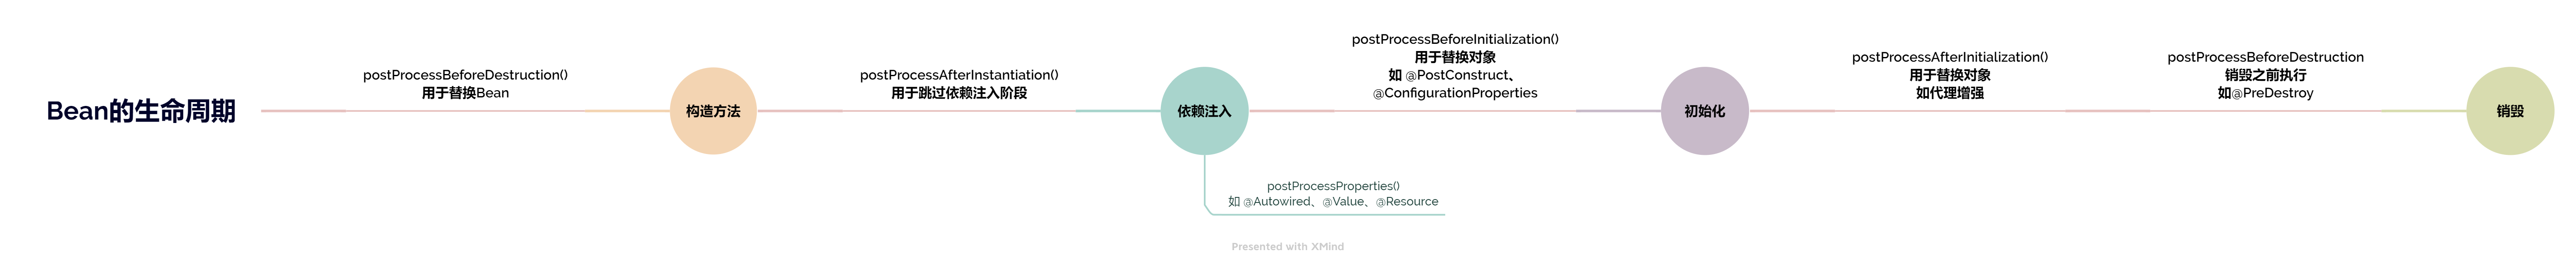 Bean的生命周期
postProcessBeforeDestruction()
用于替换Bean
构造方法
postProcessAfterInstantiation()
用于跳过依赖注入阶段
依赖注入
postProcessProperties()
如 @Autowired、@Value、@Resource
postProcessBeforeInitialization()
用于替换对象
如 @PostConstruct、
@ConfigurationProperties
初始化
postProcessAfterInitialization()
用于替换对象
如代理增强
postProcessBeforeDestruction
销毁之前执行
如@PreDestroy
销毁
Presented with XMind